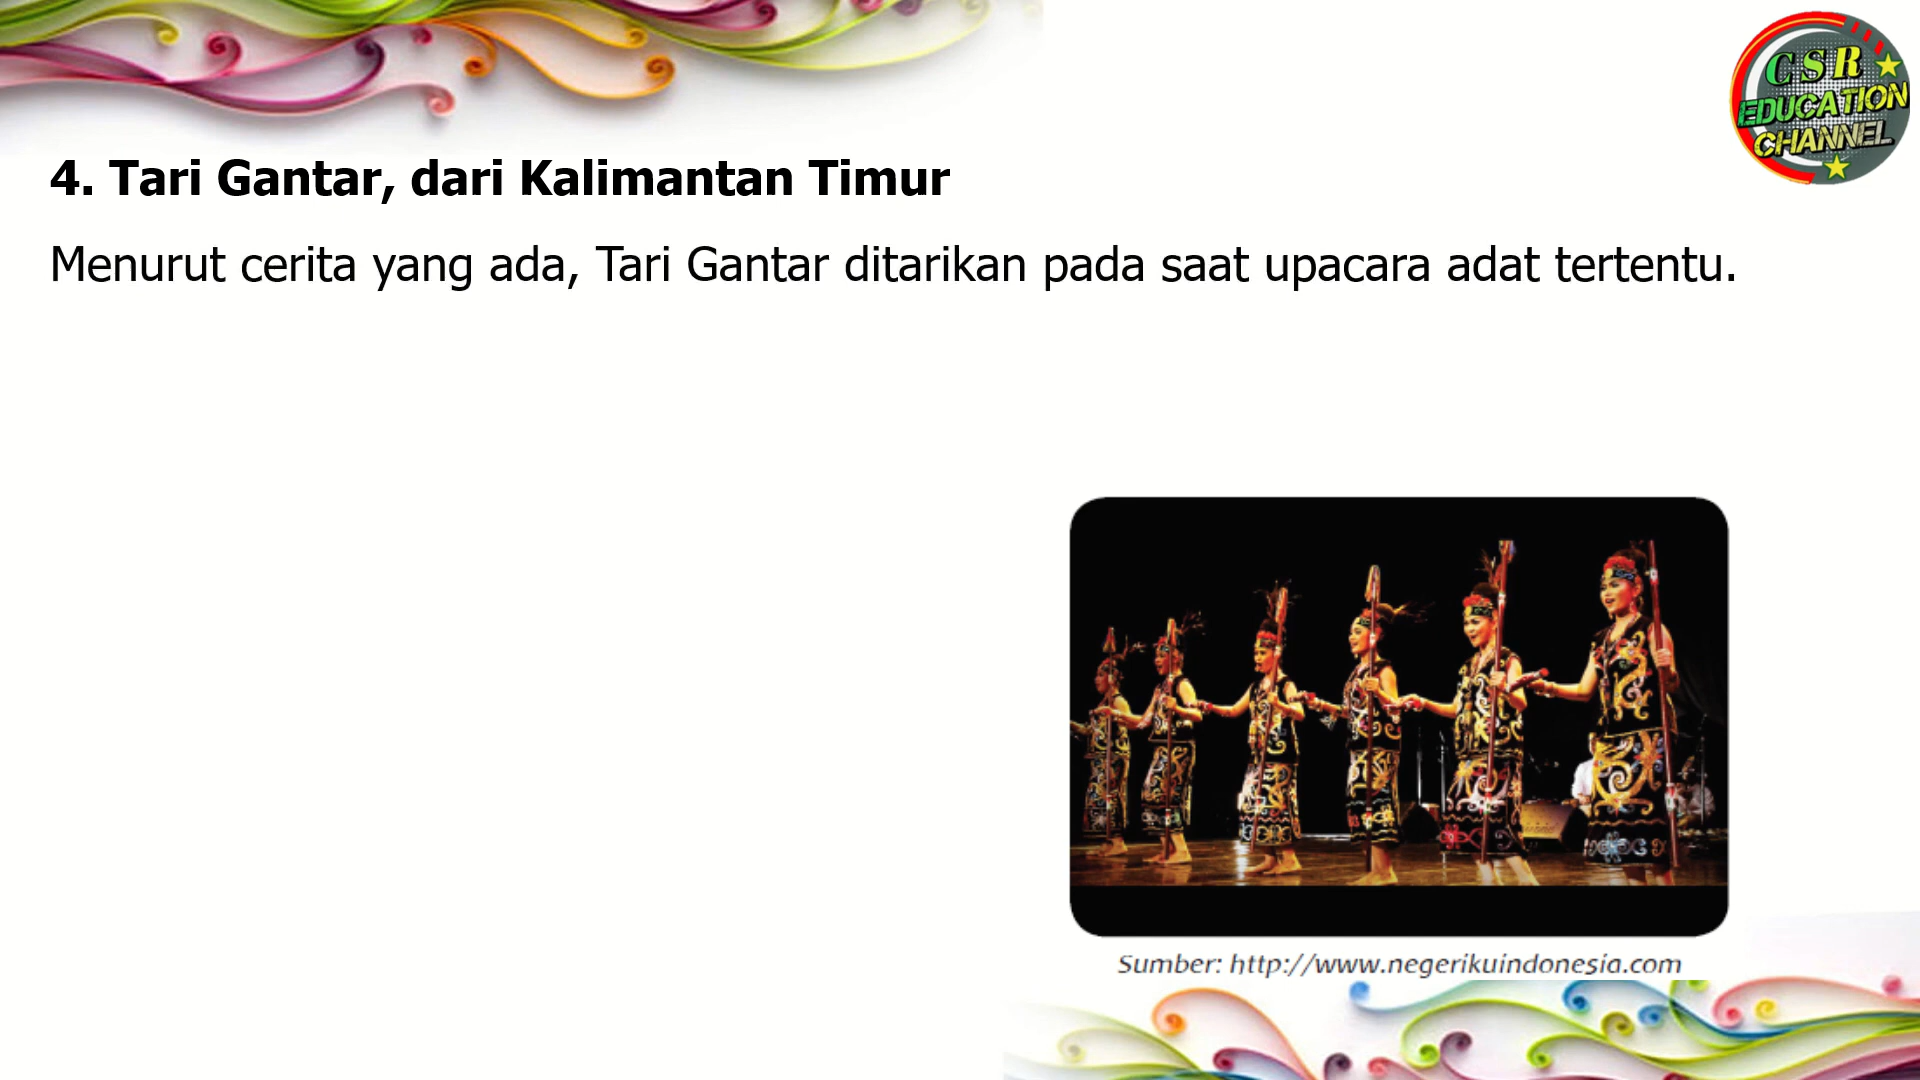 CSR
EDUCATION
CHANNEL
4. Tari Gantar, dari Kalimantan Timur
Menurut cerita yang ada, Tari Gantar ditarikan pada saat upacara adat tertentu.
Sumber: http://www.negerikuindonesia.com